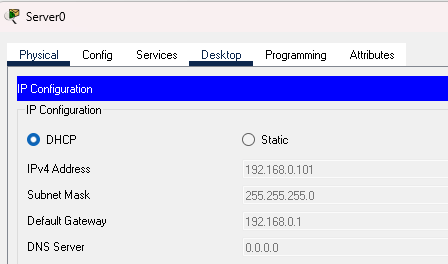 Server0
Physical Config Services Desktop Programming Attributes
IP Configuration
IP Configuration
DHCP Static
IPv4 Address 192.168.0.101
Subnet Mask 255.255.255.0
Default Gateway 192.168.0.1
DNS Server 0.0.0.0